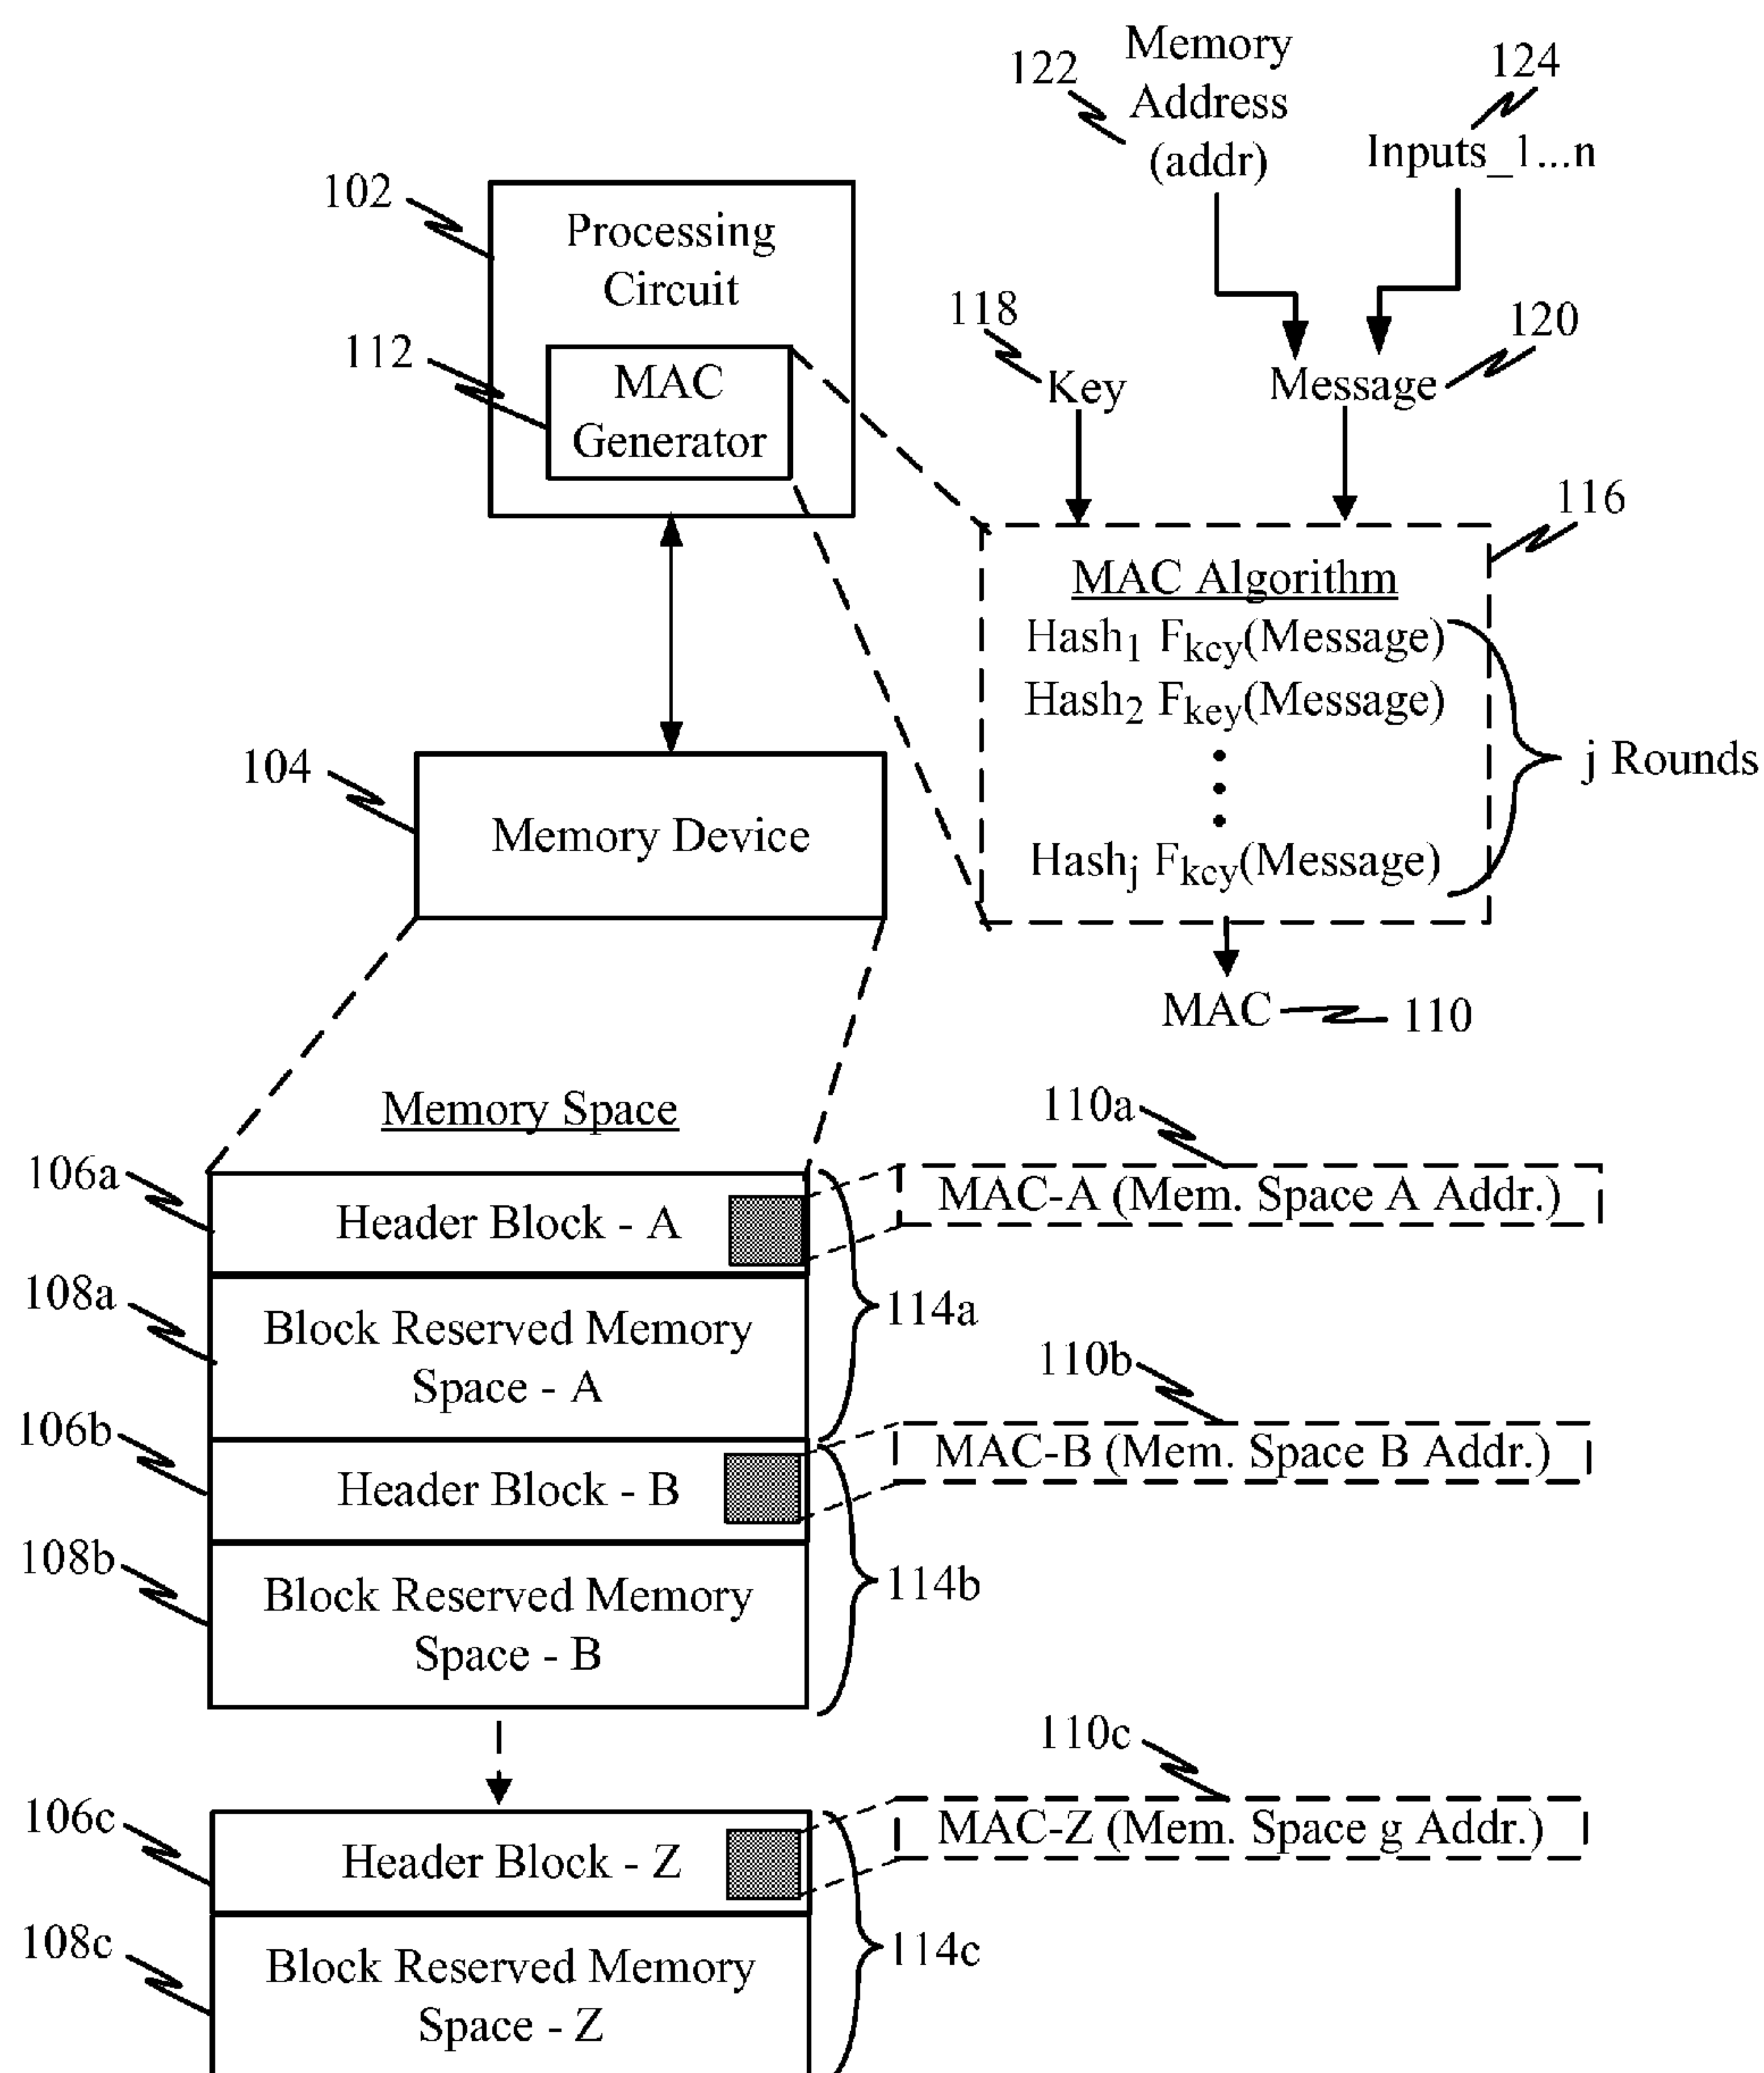 Memory
Address
(addr)
122
124
Inputs_1...n
102
Processing
Circuit
112
MAC
Generator
118
Key
Message
120
116
MAC Algorithm
Hash1 Fkey(Message)
Hash2 Fkey(Message)
Hashj Fkey(Message)
j Rounds
104
Memory Device
MAC
110
Memory Space
106a
Header Block - A
110a
MAC-A (Mem. Space A Addr.)
108a
Block Reserved Memory
Space - A
114a
106b
Header Block - B
110b
MAC-B (Mem. Space B Addr.)
108b
Block Reserved Memory
Space - B
114b
106c
Header Block - Z
110c
MAC-Z (Mem. Space g Addr.)
108c
Block Reserved Memory
Space - Z
114c